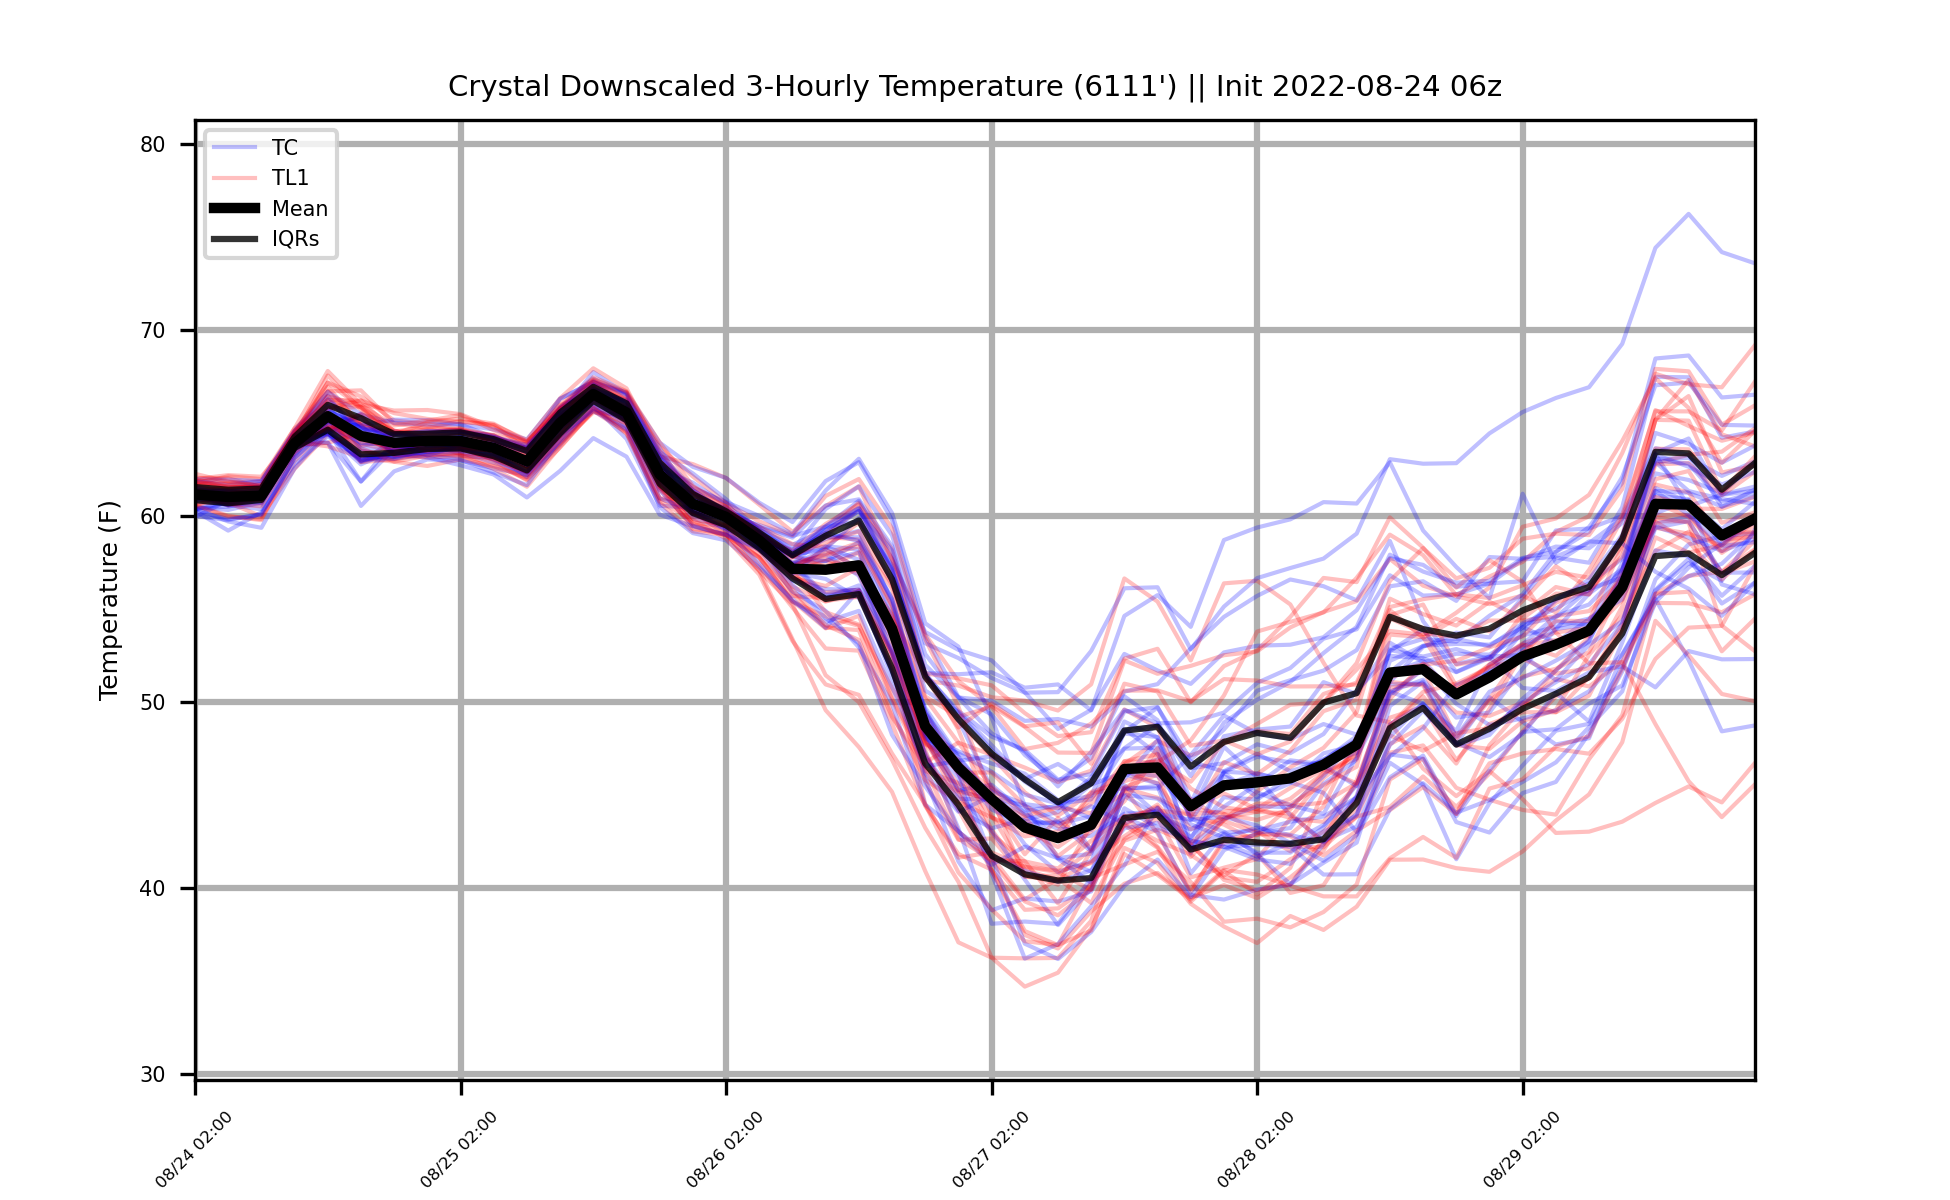 Crystal Downscaled 3-Hourly Temperature (6111') || Init 2022-08-24 06z
TC
TL1
Mean
IQRs
Temperature (F)
80
70
60
50
40
30
08/24 02:00
08/25 02:00
08/26 02:00
08/27 02:00
08/28 02:00
08/29 02:00